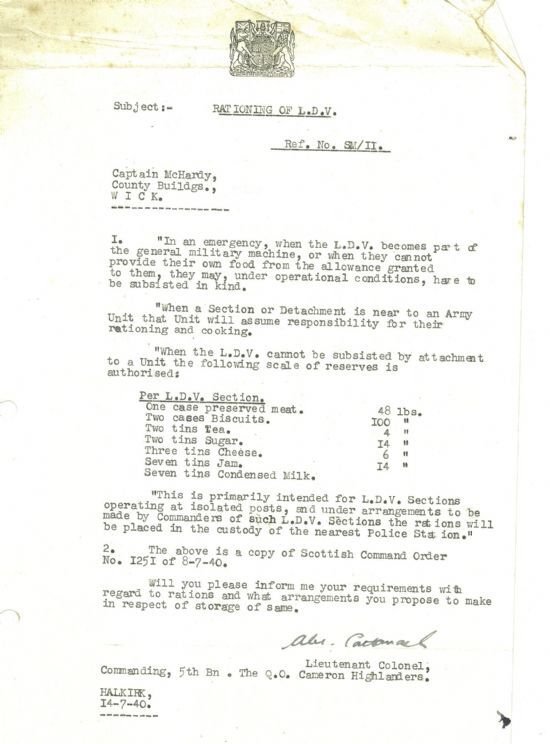 Subject:- RATIONING OF L.D.V.
Ref. No. SM/II.
Captain McHardy,
County Buildgs.,
W I C K.
I. "In an emergency, when the L.D.V. becomes part of
the general military machine, or when they cannot
provide their own food from the allowance granted
to them, they may, under operational conditions, have to
be subsisted in kind.
"When a Section or Detachment is near to an Army
Unit that Unit will assume responsibility for their
rationing and cooking.
"When the L.D.V. cannot be subsisted by attachment
to a Unit the following scale of reserves is
authorised:
Per L.D.V. Section.
One case preserved meat. 48 lbs.
Two cases Biscuits. IOO "
Two tins Tea. 4 "
Two tins Sugar. I4 "
Three tins Cheese. 6 "
Seven tins Jam. I4 "
Seven tins Condensed Milk.
"This is primarily intended for L.D.V. Sections
operating at isolated posts, and under arrangements to be
made by Commanders of such L.D.V. Sections the rations will
be placed in the custody of the nearest Police Station."
2. The above is a copy of Scottish Command Order
No. I25I of 8-7-40.
Will you please inform me your requirements with
regard to rations and what arrangements you propose to make
in respect of storage of same.
Lieutenant Colonel,
Commanding, 5th Bn . The Q.O. Cameron Highlanders.
HALKIRK,
I4-7-40.